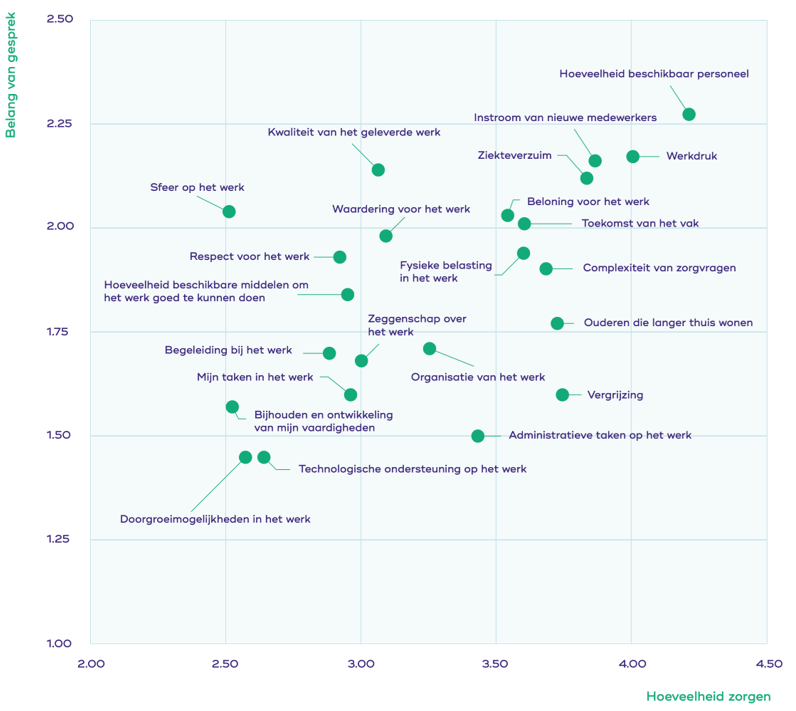 Belang van gesprek
2.50
Hoeveelheid beschikbaar personeel
2.25
Instroom van nieuwe medewerkers
Kwaliteit van het geleverde werk
Ziekteverzuim
Werkdruk
Sfeer op het werk
Beloning voor het werk
Waardering voor het werk
Toekomst van het vak
2.00
Respect voor het werk
Fysieke belasting
in het werk
Complexiteit van zorgvragen
Hoeveelheid beschikbare middelen om
het werk goed te kunnen doen
Zeggenschap over
het werk
Ouderen die langer thuis wonen
1.75
Begeleiding bij het werk
Mijn taken in het werk
Organisatie van het werk
Vergrijzing
Bijhouden en ontwikkeling
van mijn vaardigheden
1.50
Administratieve taken op het werk
Technologische ondersteuning op het werk
Doorgroeimogelijkheden in het werk
1.25
1.00
2.00
2.50
3.00
3.50
4.00
4.50
Hoeveelheid zorgen